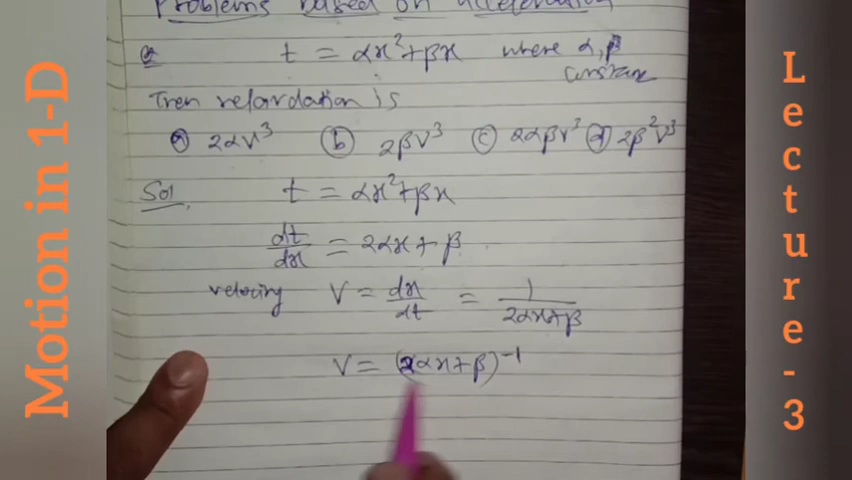 Motion in 1-D
Problems based on acceleration
Q t = αx²+βx where α, β
constant
Then retardation is
(a) 2αv³ (b) 2βv³ (c) 2αβv³ (d) 2β²v³
Sol. t = αx²+βx
dt/dx = 2αx+β
velocity V = dx/dt = 1/2αx+β
V = (2αx+β)⁻¹
Lecture-3